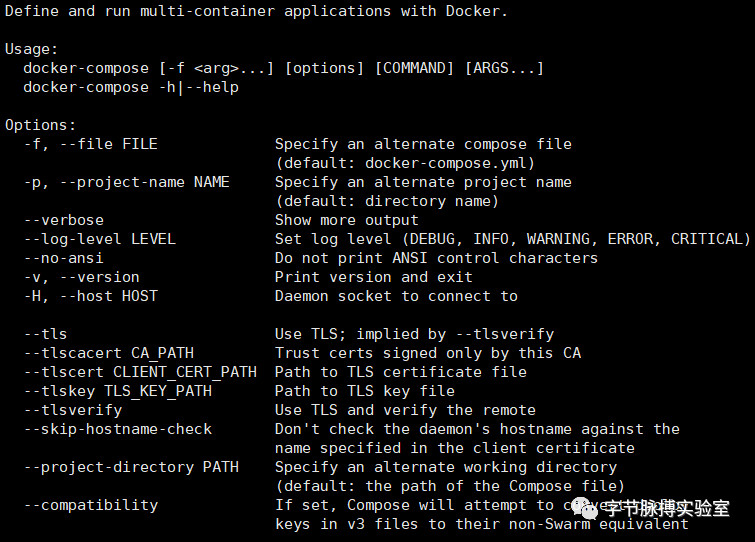 Define and run multi-container applications with Docker.
Usage:
docker-compose [-f <arg>...] [options] [COMMAND] [ARGS...]
docker-compose -h|--help
Options:
-f, --file FILE Specify an alternate compose file
(default: docker-compose.yml)
-p, --project-name NAME Specify an alternate project name
(default: directory name)
--verbose Show more output
--log-level LEVEL Set log level (DEBUG, INFO, WARNING, ERROR, CRITICAL)
--no-ansi Do not print ANSI control characters
-v, --version Print version and exit
-H, --host HOST Daemon socket to connect to
--tls Use TLS; implied by --tlsverify
--tlscacert CA_PATH Trust certs signed only by this CA
--tlscert CLIENT_CERT_PATH Path to TLS certificate file
--tlskey TLS_KEY_PATH Path to TLS key file
--tlsverify Use TLS and verify the remote
--skip-hostname-check Don't check the daemon's hostname against the
name specified in the client certificate
--project-directory PATH Specify an alternate working directory
(default: the path of the Compose file)
--compatibility If set, Compose will attempt to
keys in v3 files to their non-Swarm equivalent
字节脉搏实验室